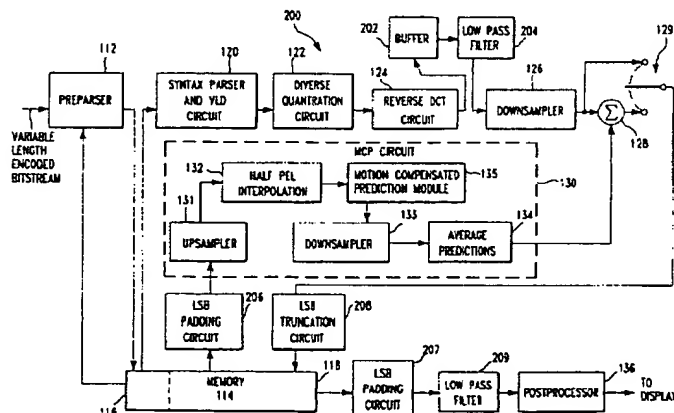 200
202
BUFFER
LOW PASS
FILTER
204
129
112
PREPARSER
120
SYNTAX PARSER
AND VLD
CIRCUIT
122
DIVERSE
QUANTRATION
CIRCUIT
124
REVERSE DCT
CIRCUIT
126
DOWNSAMPLER
Σ
128
VARIABLE
LENGTH
ENCODED
BITSTREAM
MCP CIRCUIT
132
HALF PEL
INTERPOLATION
MOTION COMPENSATED
PREDICTION MODULE
135
130
131
UPSAMPLER
133
DOWNSAMPLER
134
AVERAGE
PREDICTIONS
LSB
PADDING
CIRCUIT
206
LSB
TRUNCATION
CIRCUIT
208
116
MEMORY
114
118
LSB
PADDING
CIRCUIT
207
LOW PASS
FILTER
209
POSTPROCESSOR
136
TO
DISPLAY